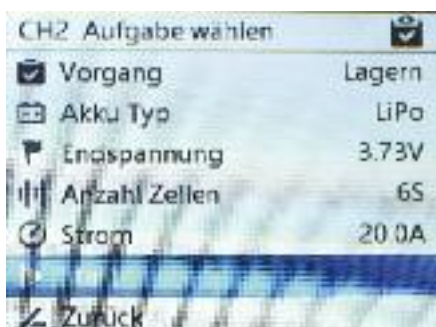 CH2 Aufgabe wählen
Vorgang Lagern
Akku Typ LiPo
Endspannung 3.73V
Anzahl Zellen 6S
Strom 20.0A
Zurück